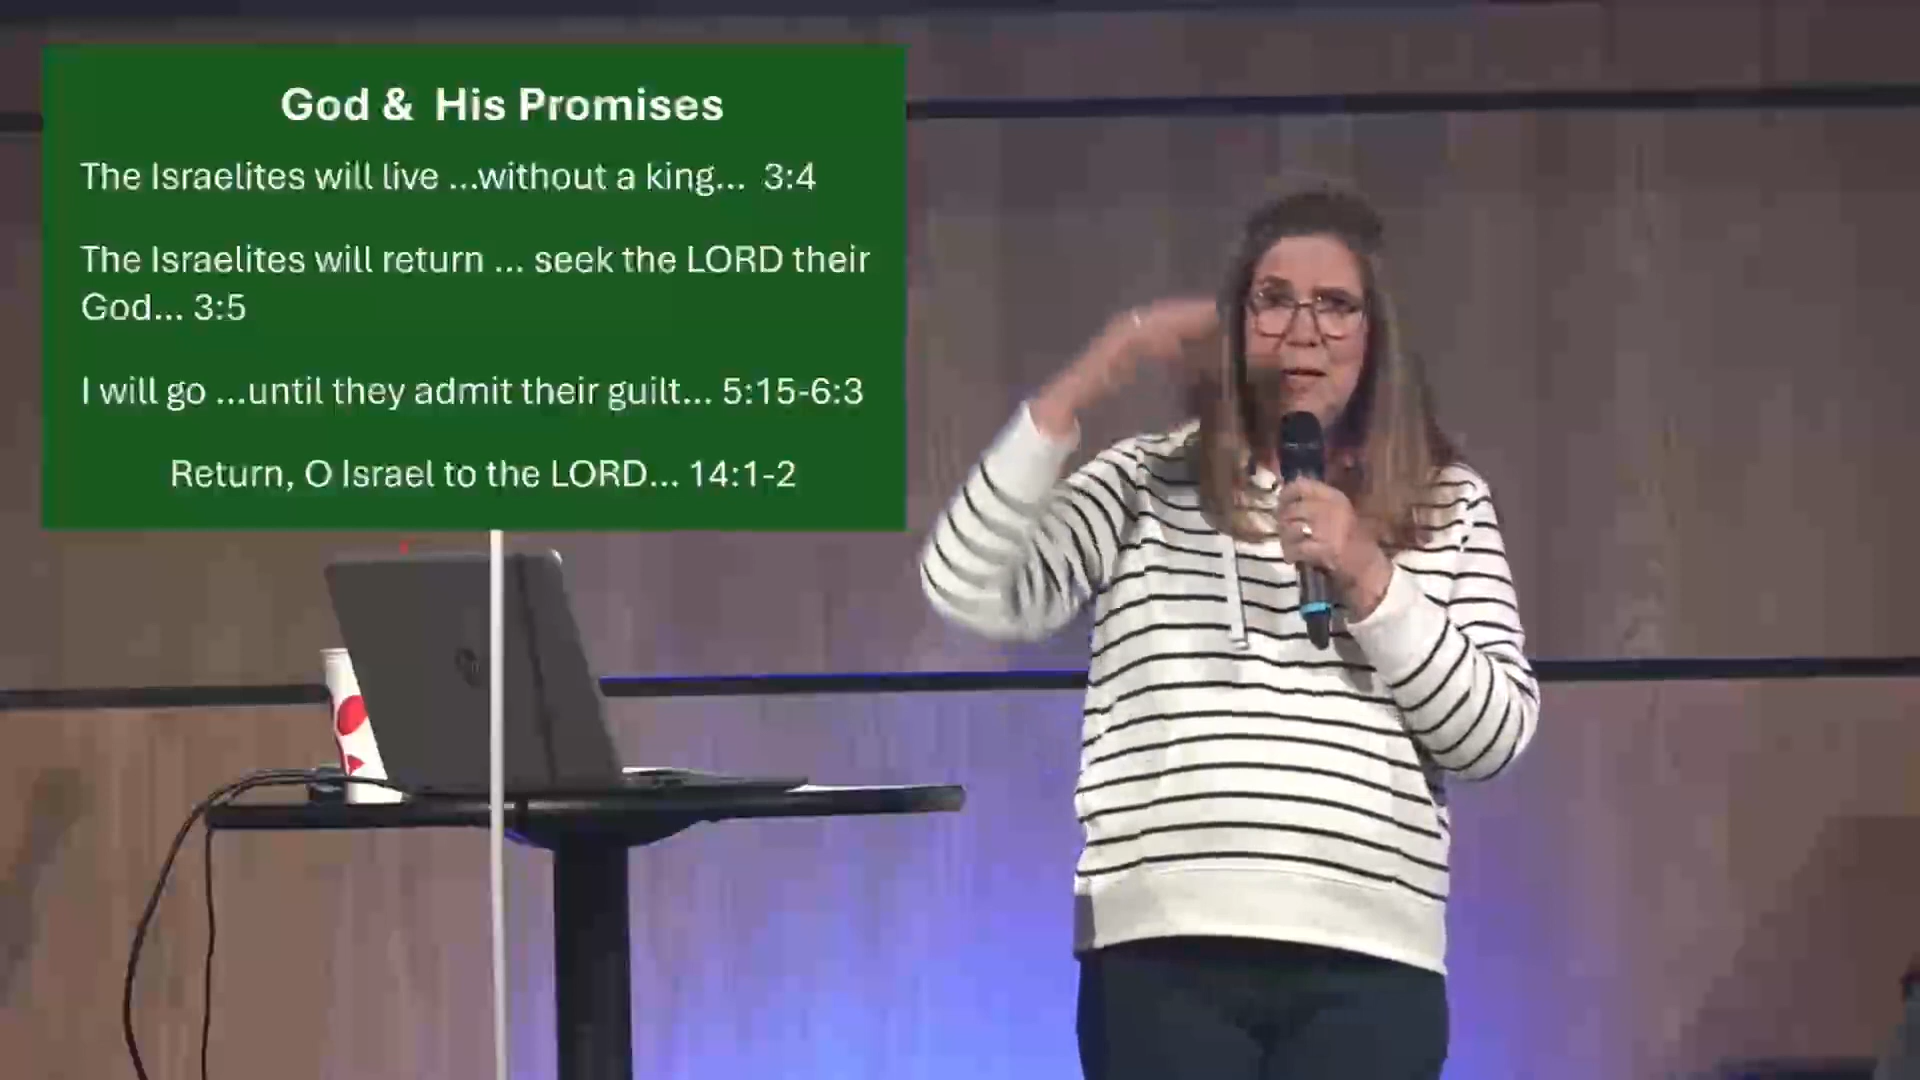 God & His Promises
The Israelites will live ...without a king... 3:4
The Israelites will return ... seek the LORD their
God... 3:5
I will go ...until they admit their guilt... 5:15-6:3
Return, O Israel to the LORD... 14:1-2